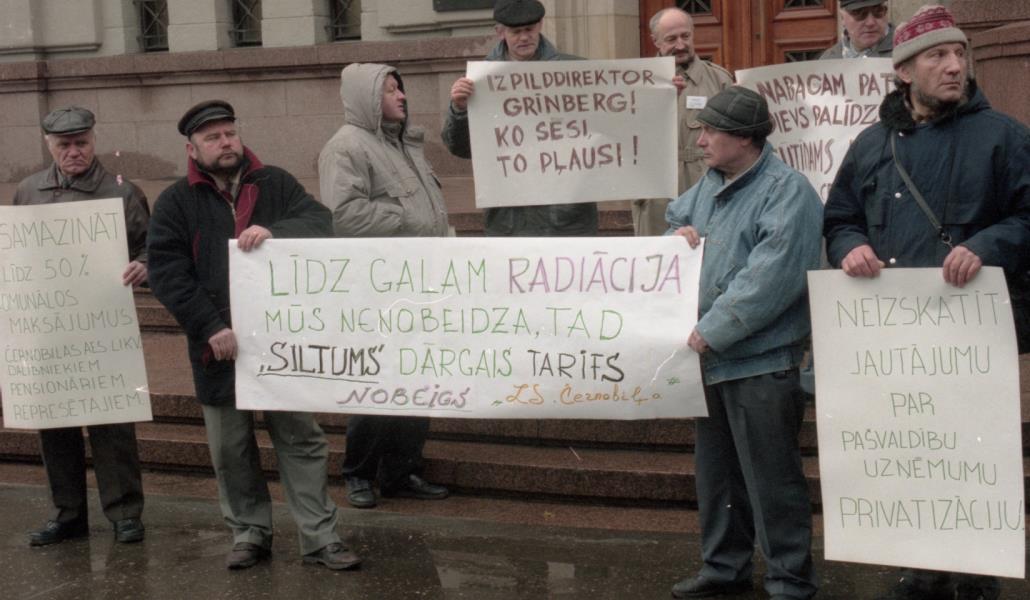 SAMAZINĀT
LĪDZ 50%
KOMUNĀLOS
MAKSĀJUMUS
ČERNOBIĻAS AES LIKV.
DALĪBNIEKIEM
PENSIONĀRIEM
REPRESĒTAJIEM
IZPILDDIREKTOR
GRĪNBERG!
KO SĒSI,
TO PĻAUSI!
NABAGAM PAT
DIEVS PALĪDZ
LĪDZ GALAM RADIĀCIJA
MŪS NENOBEIDZA, TAD
„SILTUMS" DĀRGAIS TARIFS
NOBEIGS „LS. Černobiļa"
NEIZSKATĪT
JAUTĀJUMU
PAR
PAŠVALDĪBU
UZŅĒMUMU
PRIVATIZĀCIJU